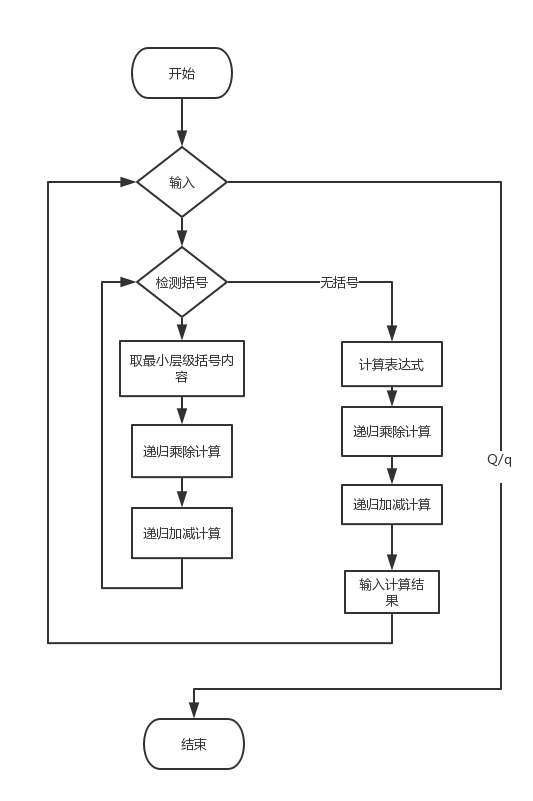 开始
输入
检测括号
无括号
取最小层级括号内
容
计算表达式
递归乘除计算
递归乘除计算
Q/q
递归加减计算
递归加减计算
输入计算结
果
结束